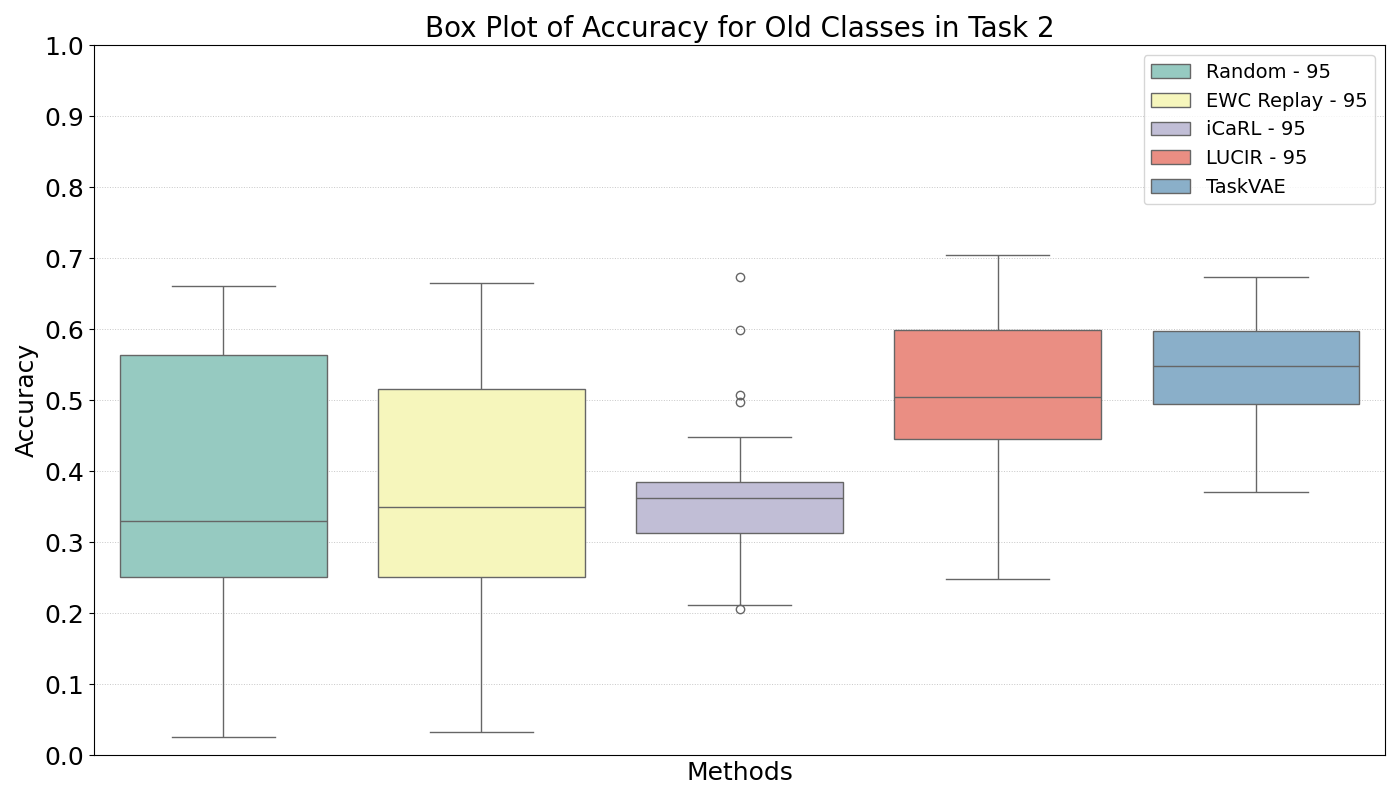 Box Plot of Accuracy for Old Classes in Task 2
1.0
0.9
0.8
0.7
0.6
0.5
0.4
0.3
0.2
0.1
0.0
Accuracy
Methods
Random - 95
EWC Replay - 95
iCaRL - 95
LUCIR - 95
TaskVAE